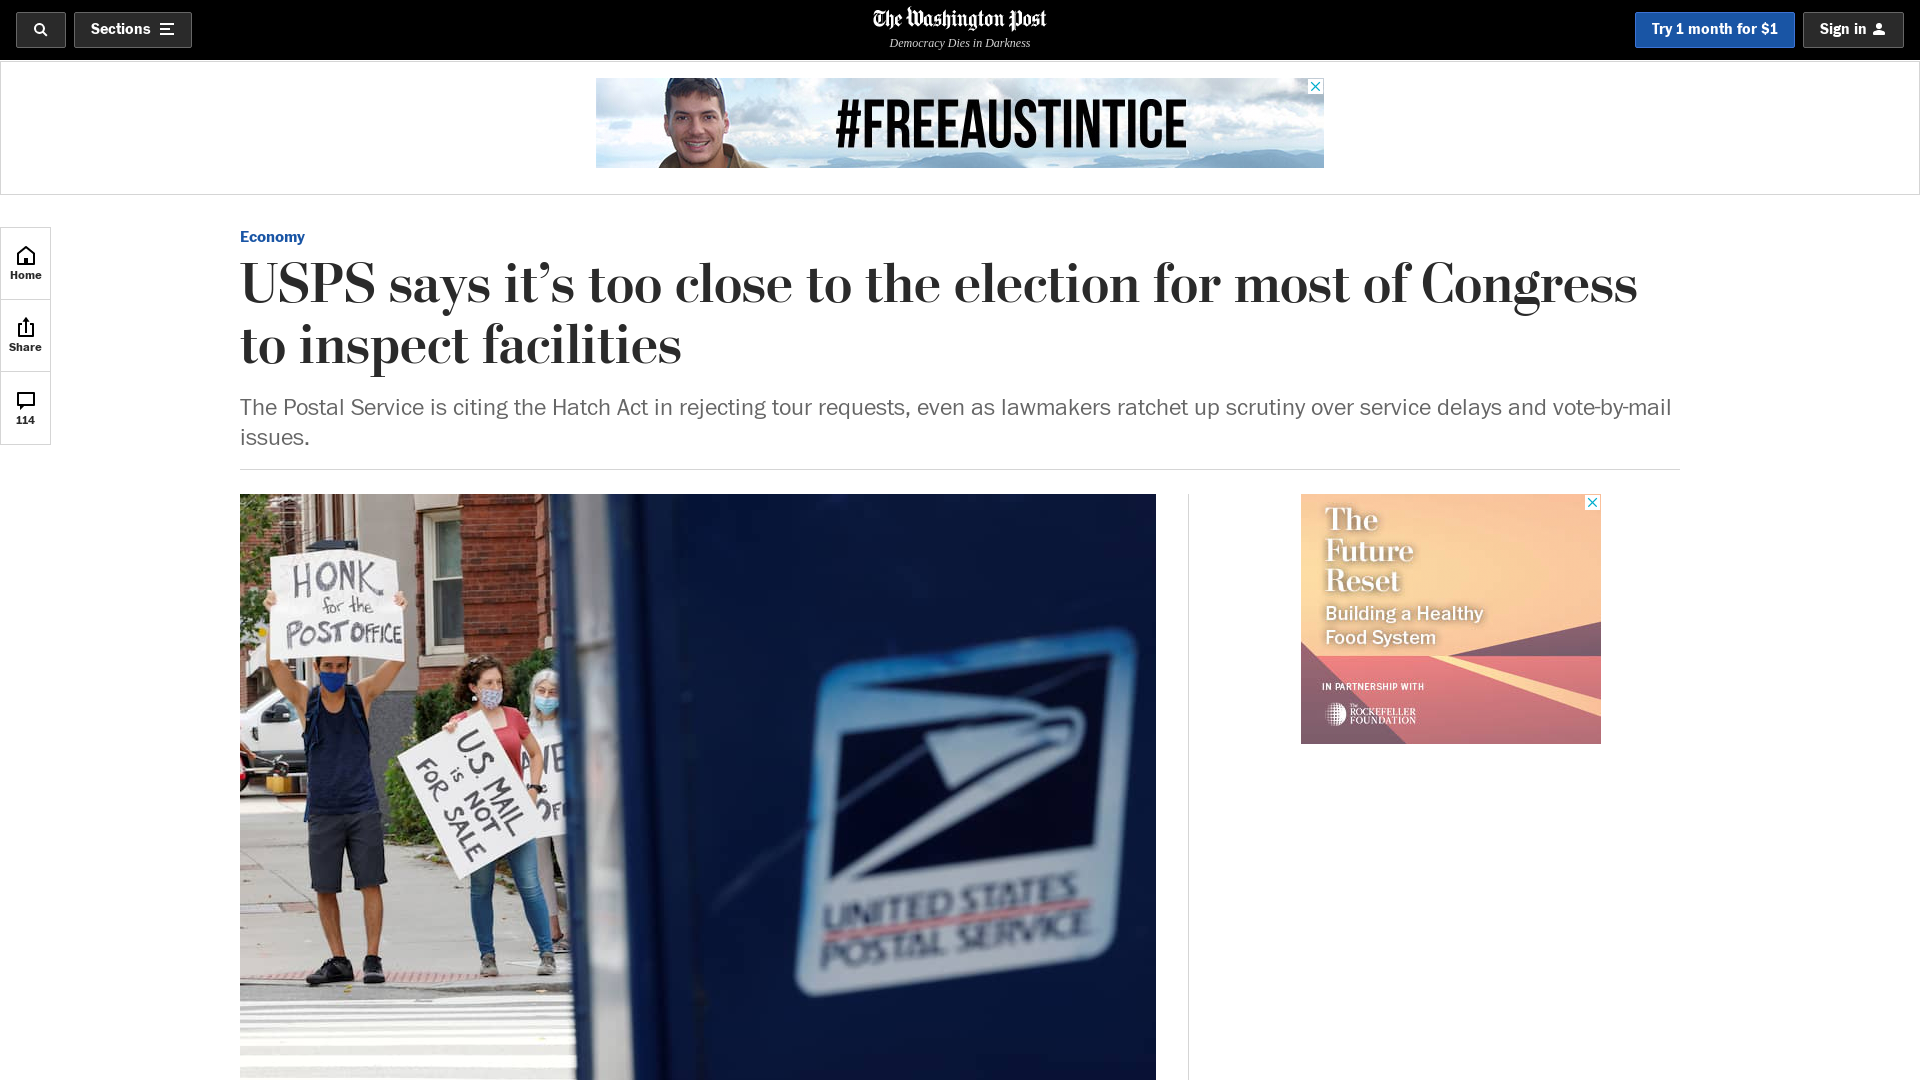 Sections
The Washington Post
Democracy Dies in Darkness
Try 1 month for $1
Sign in
#FREEAUSTINTICE
Home
Share
114
Economy
USPS says it’s too close to the election for most of Congress
to inspect facilities
The Postal Service is citing the Hatch Act in rejecting tour requests, even as lawmakers ratchet up scrutiny over service delays and vote-by-mail
issues.
HONK
for the
POST OFFICE
U.S. MAIL
is
NOT
FOR SALE
UNITED STATES
POSTAL SERVICE
The
Future
Reset
Building a Healthy
Food System
IN PARTNERSHIP WITH
The
ROCKEFELLER
FOUNDATION